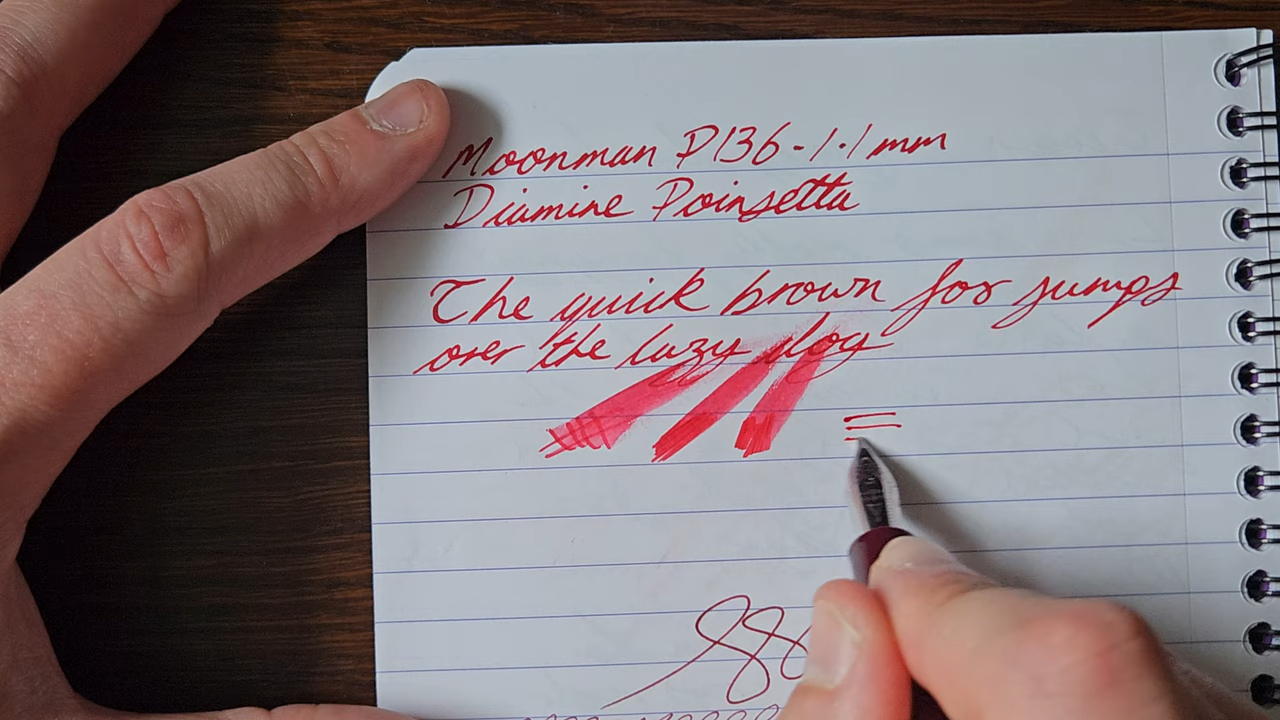 Moonman P136-1.1mm
Diamine Poinsetta
The quick brown fox jumps
over the lazy dog